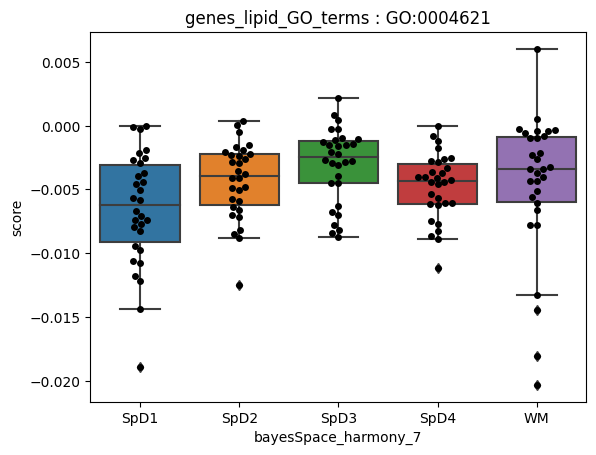 genes_lipid_GO_terms : GO:0004621
0.005
0.000
−0.005
−0.010
−0.015
−0.020
score
SpD1 SpD2 SpD3 SpD4 WM
bayesSpace_harmony_7